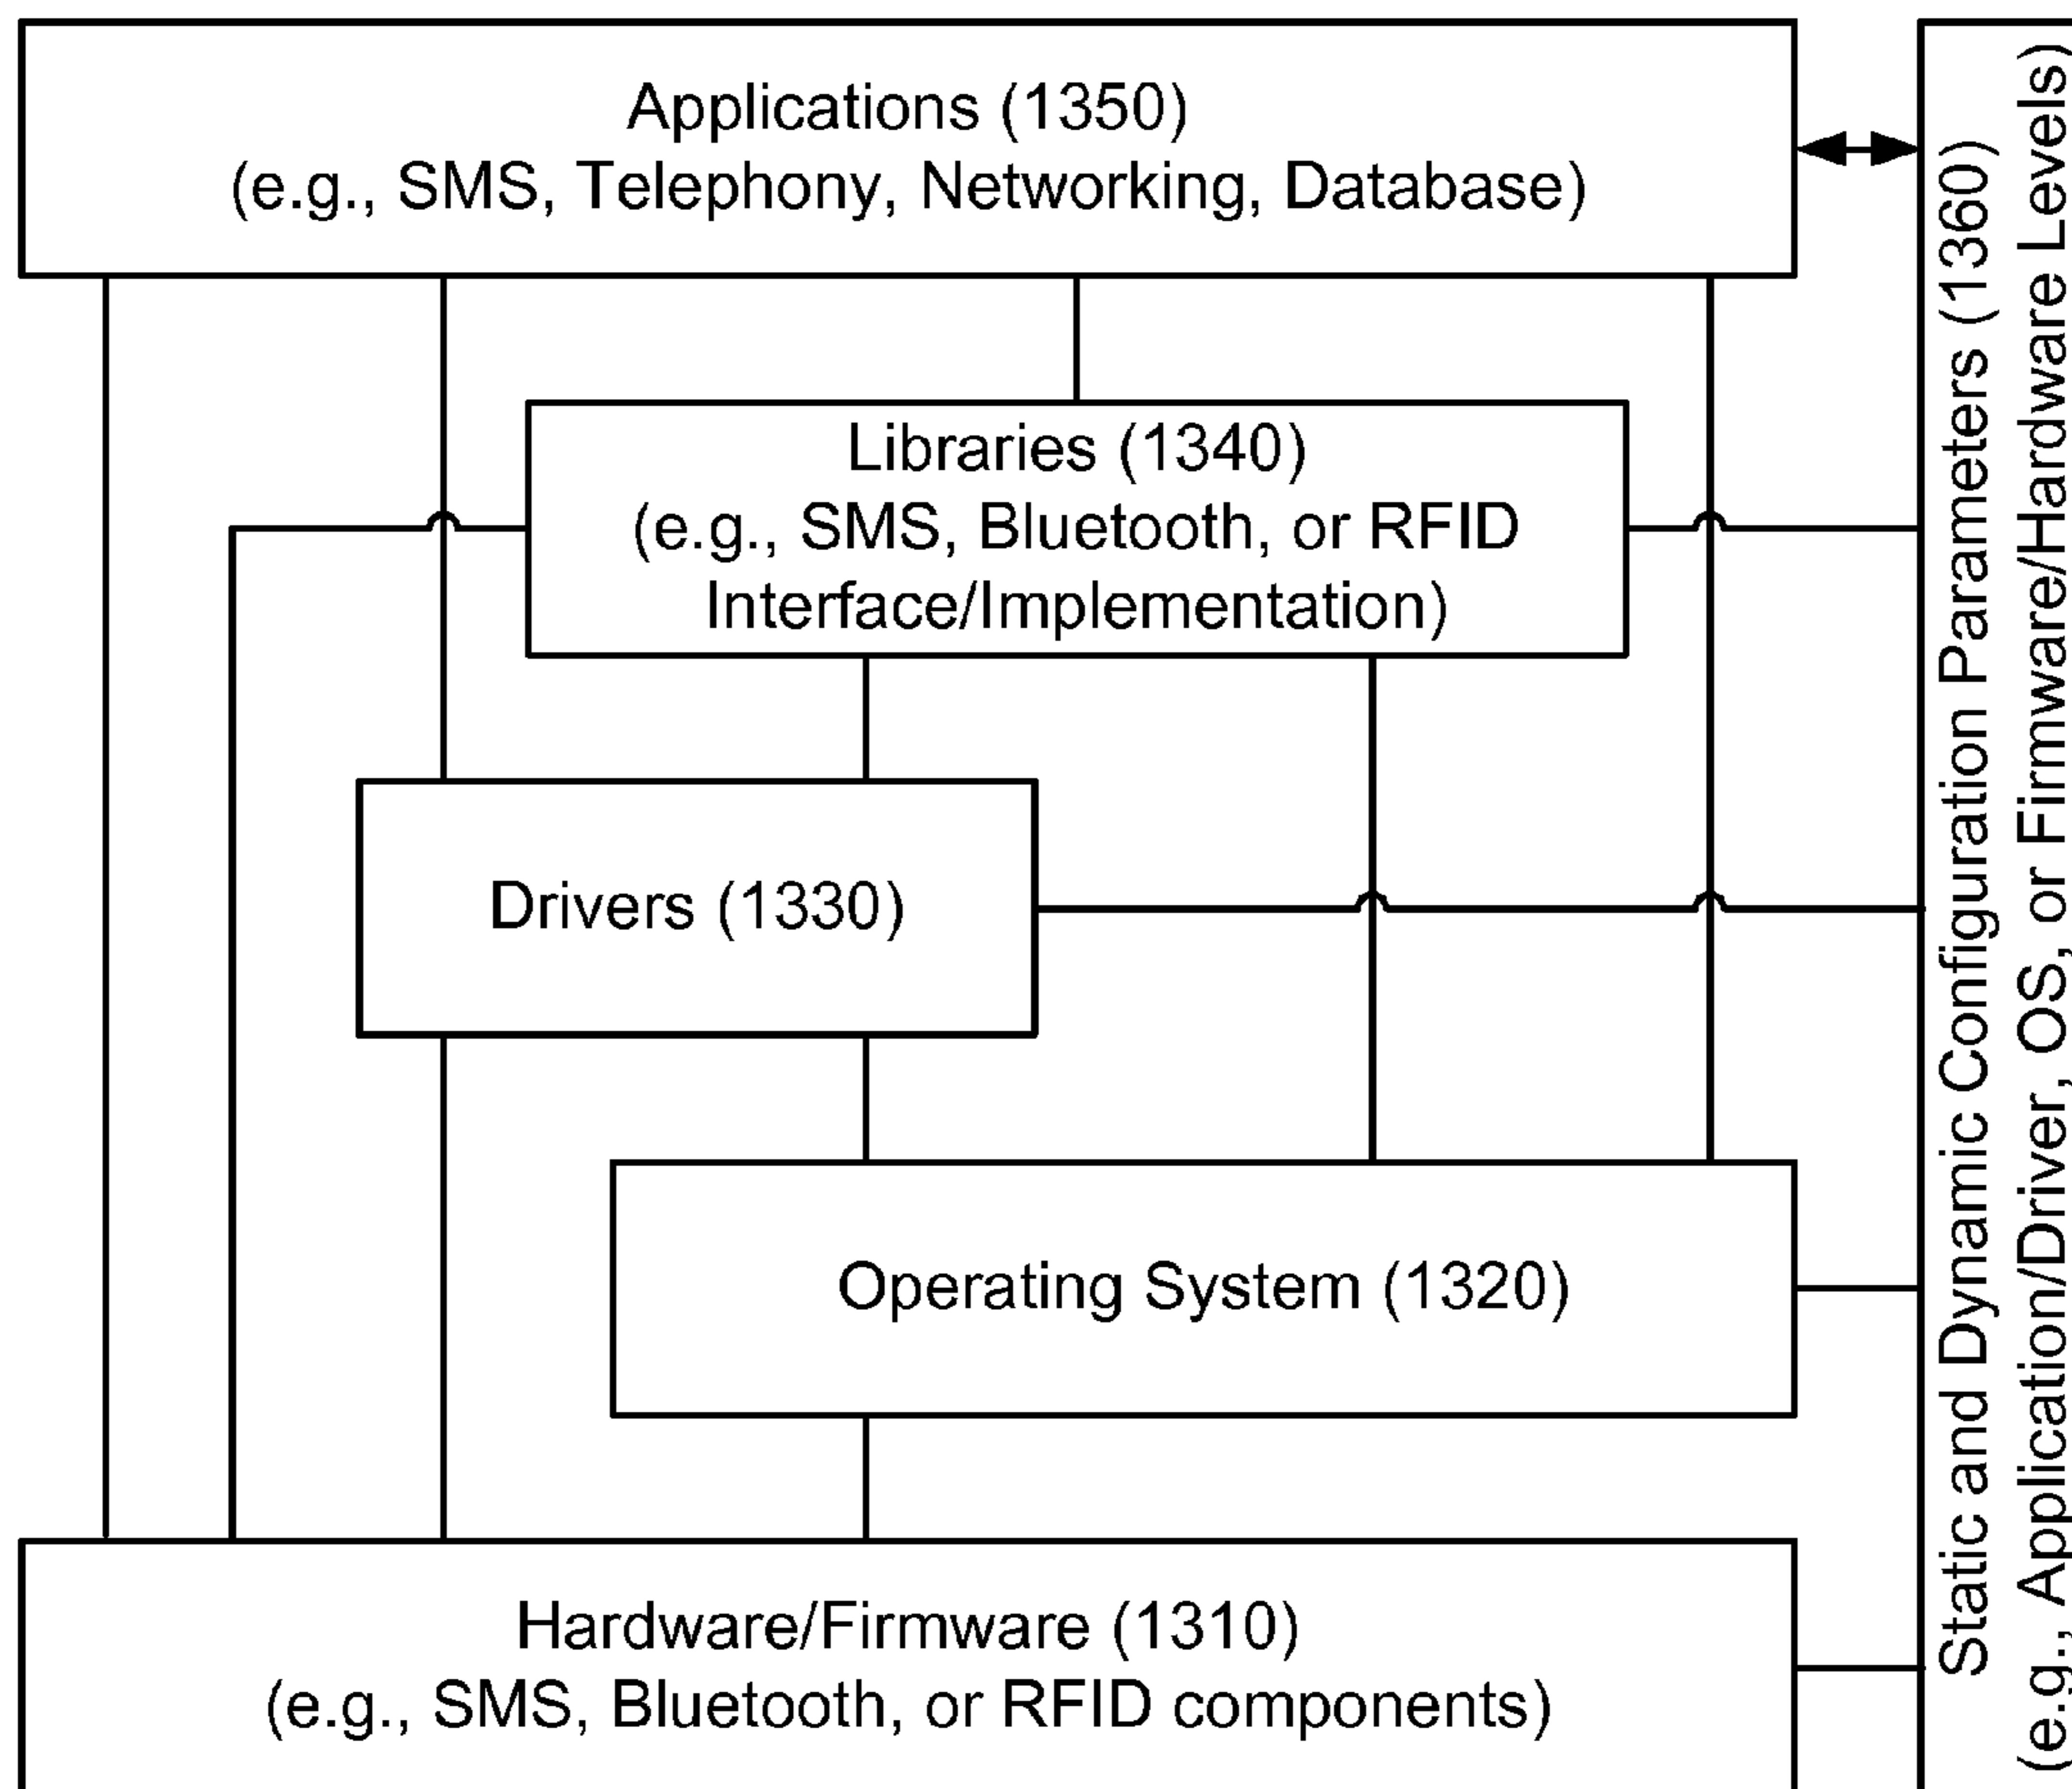 Applications (1350)
(e.g., SMS, Telephony, Networking, Database)
Libraries (1340)
(e.g., SMS, Bluetooth, or RFID
Interface/Implementation)
Drivers (1330)
Operating System (1320)
Hardware/Firmware (1310)
(e.g., SMS, Bluetooth, or RFID components)
Static and Dynamic Configuration Parameters (1360)
(e.g., Application/Driver, OS, or Firmware/Hardware Levels)